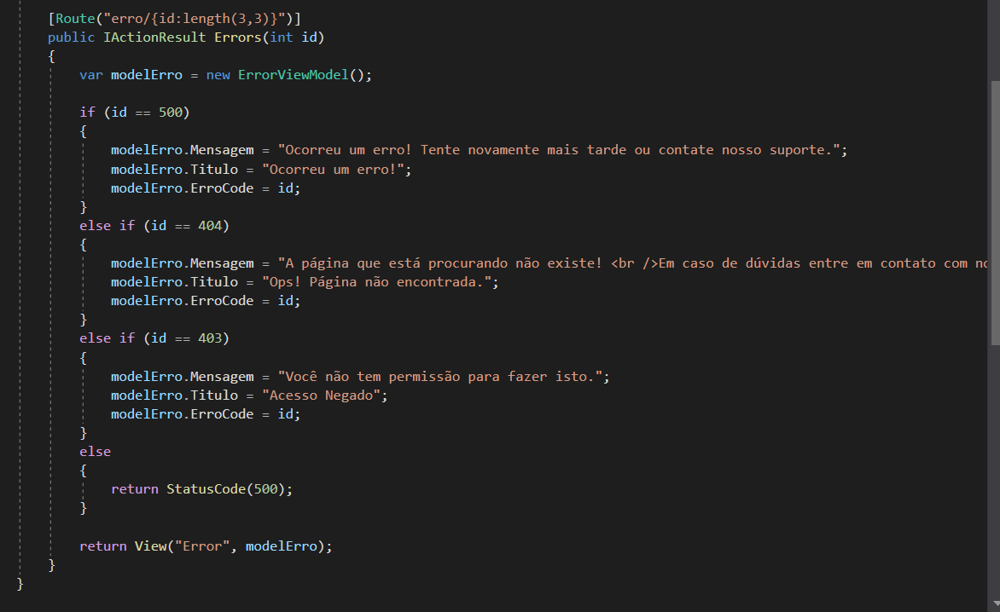 [Route("erro/{id:length(3,3)}")]
public IActionResult Errors(int id)
{
var modelErro = new ErrorViewModel();
if (id == 500)
{
modelErro.Mensagem = "Ocorreu um erro! Tente novamente mais tarde ou contate nosso suporte.";
modelErro.Titulo = "Ocorreu um erro!";
modelErro.ErroCode = id;
}
else if (id == 404)
{
modelErro.Mensagem = "A página que está procurando não existe! <br />Em caso de dúvidas entre em contato com
modelErro.Titulo = "Ops! Página não encontrada.";
modelErro.ErroCode = id;
}
else if (id == 403)
{
modelErro.Mensagem = "Você não tem permissão para fazer isto.";
modelErro.Titulo = "Acesso Negado";
modelErro.ErroCode = id;
}
else
{
return StatusCode(500);
}
return View("Error", modelErro);
}
}